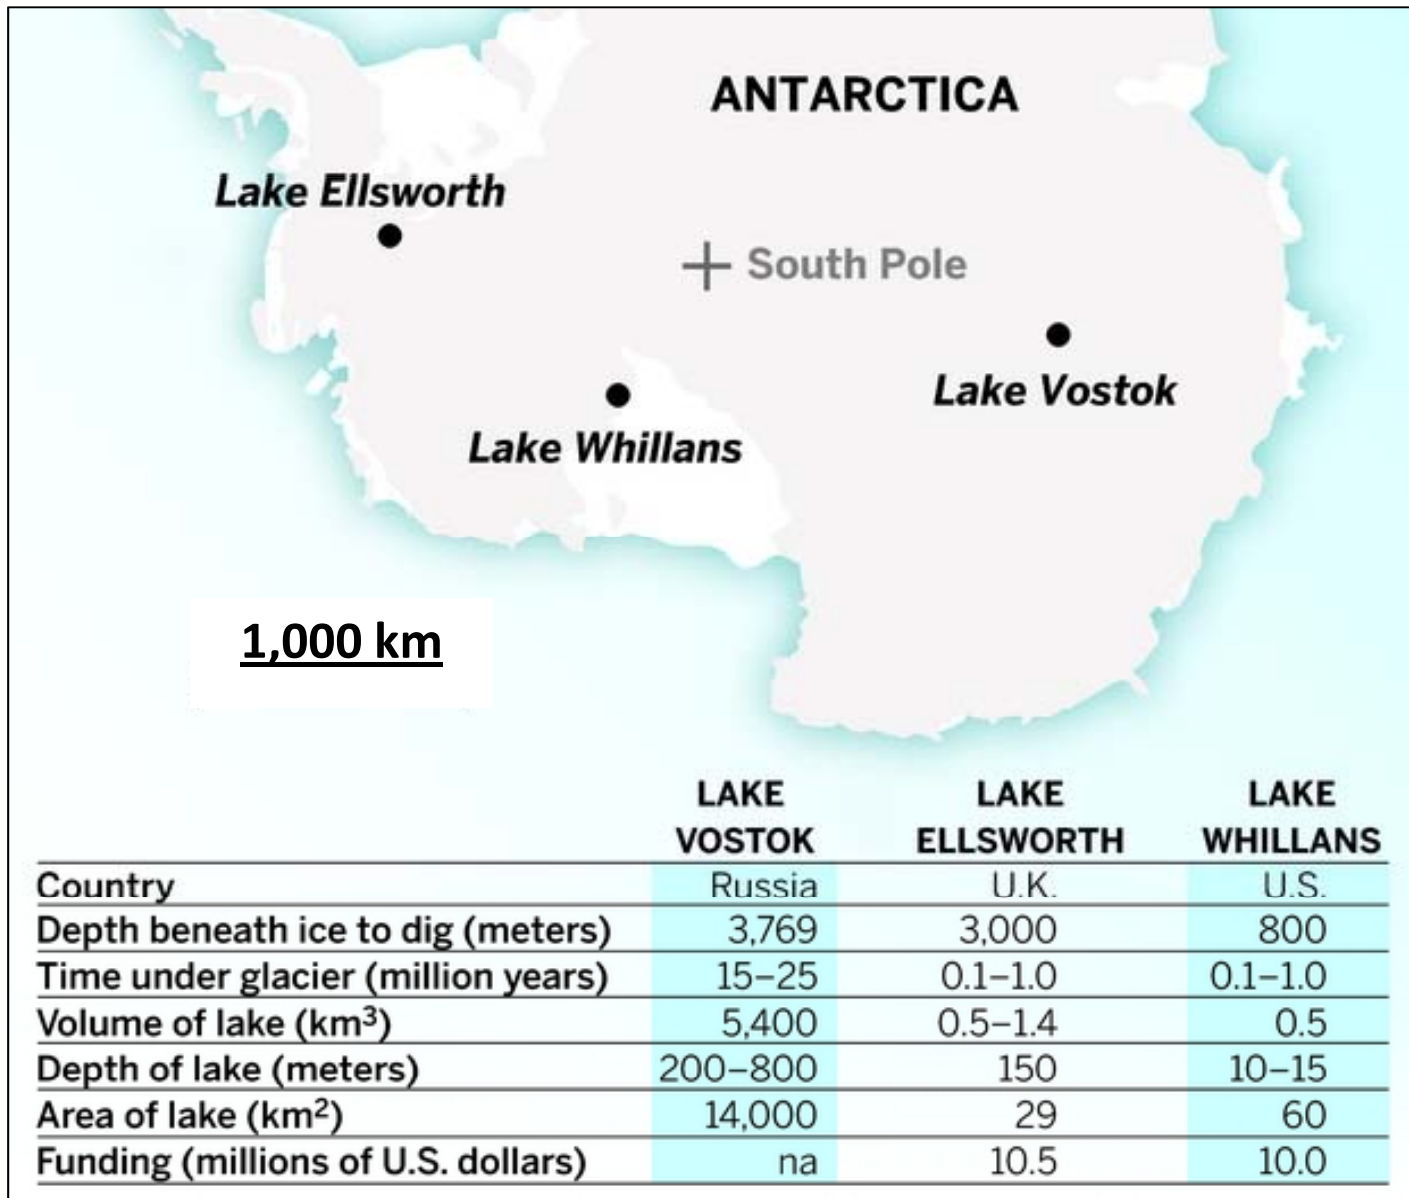 ANTARCTICA
Lake Ellsworth
South Pole
Lake Vostok
Lake Whillans
1,000 km
LAKE VOSTOK LAKE ELLSWORTH LAKE WHILLANS
Country Russia U.K. U.S.
Depth beneath ice to dig (meters) 3,769 3,000 800
Time under glacier (million years) 15–25 0.1–1.0 0.1–1.0
Volume of lake (km³) 5,400 0.5–1.4 0.5
Depth of lake (meters) 200–800 150 10–15
Area of lake (km²) 14,000 29 60
Funding (millions of U.S. dollars) na 10.5 10.0